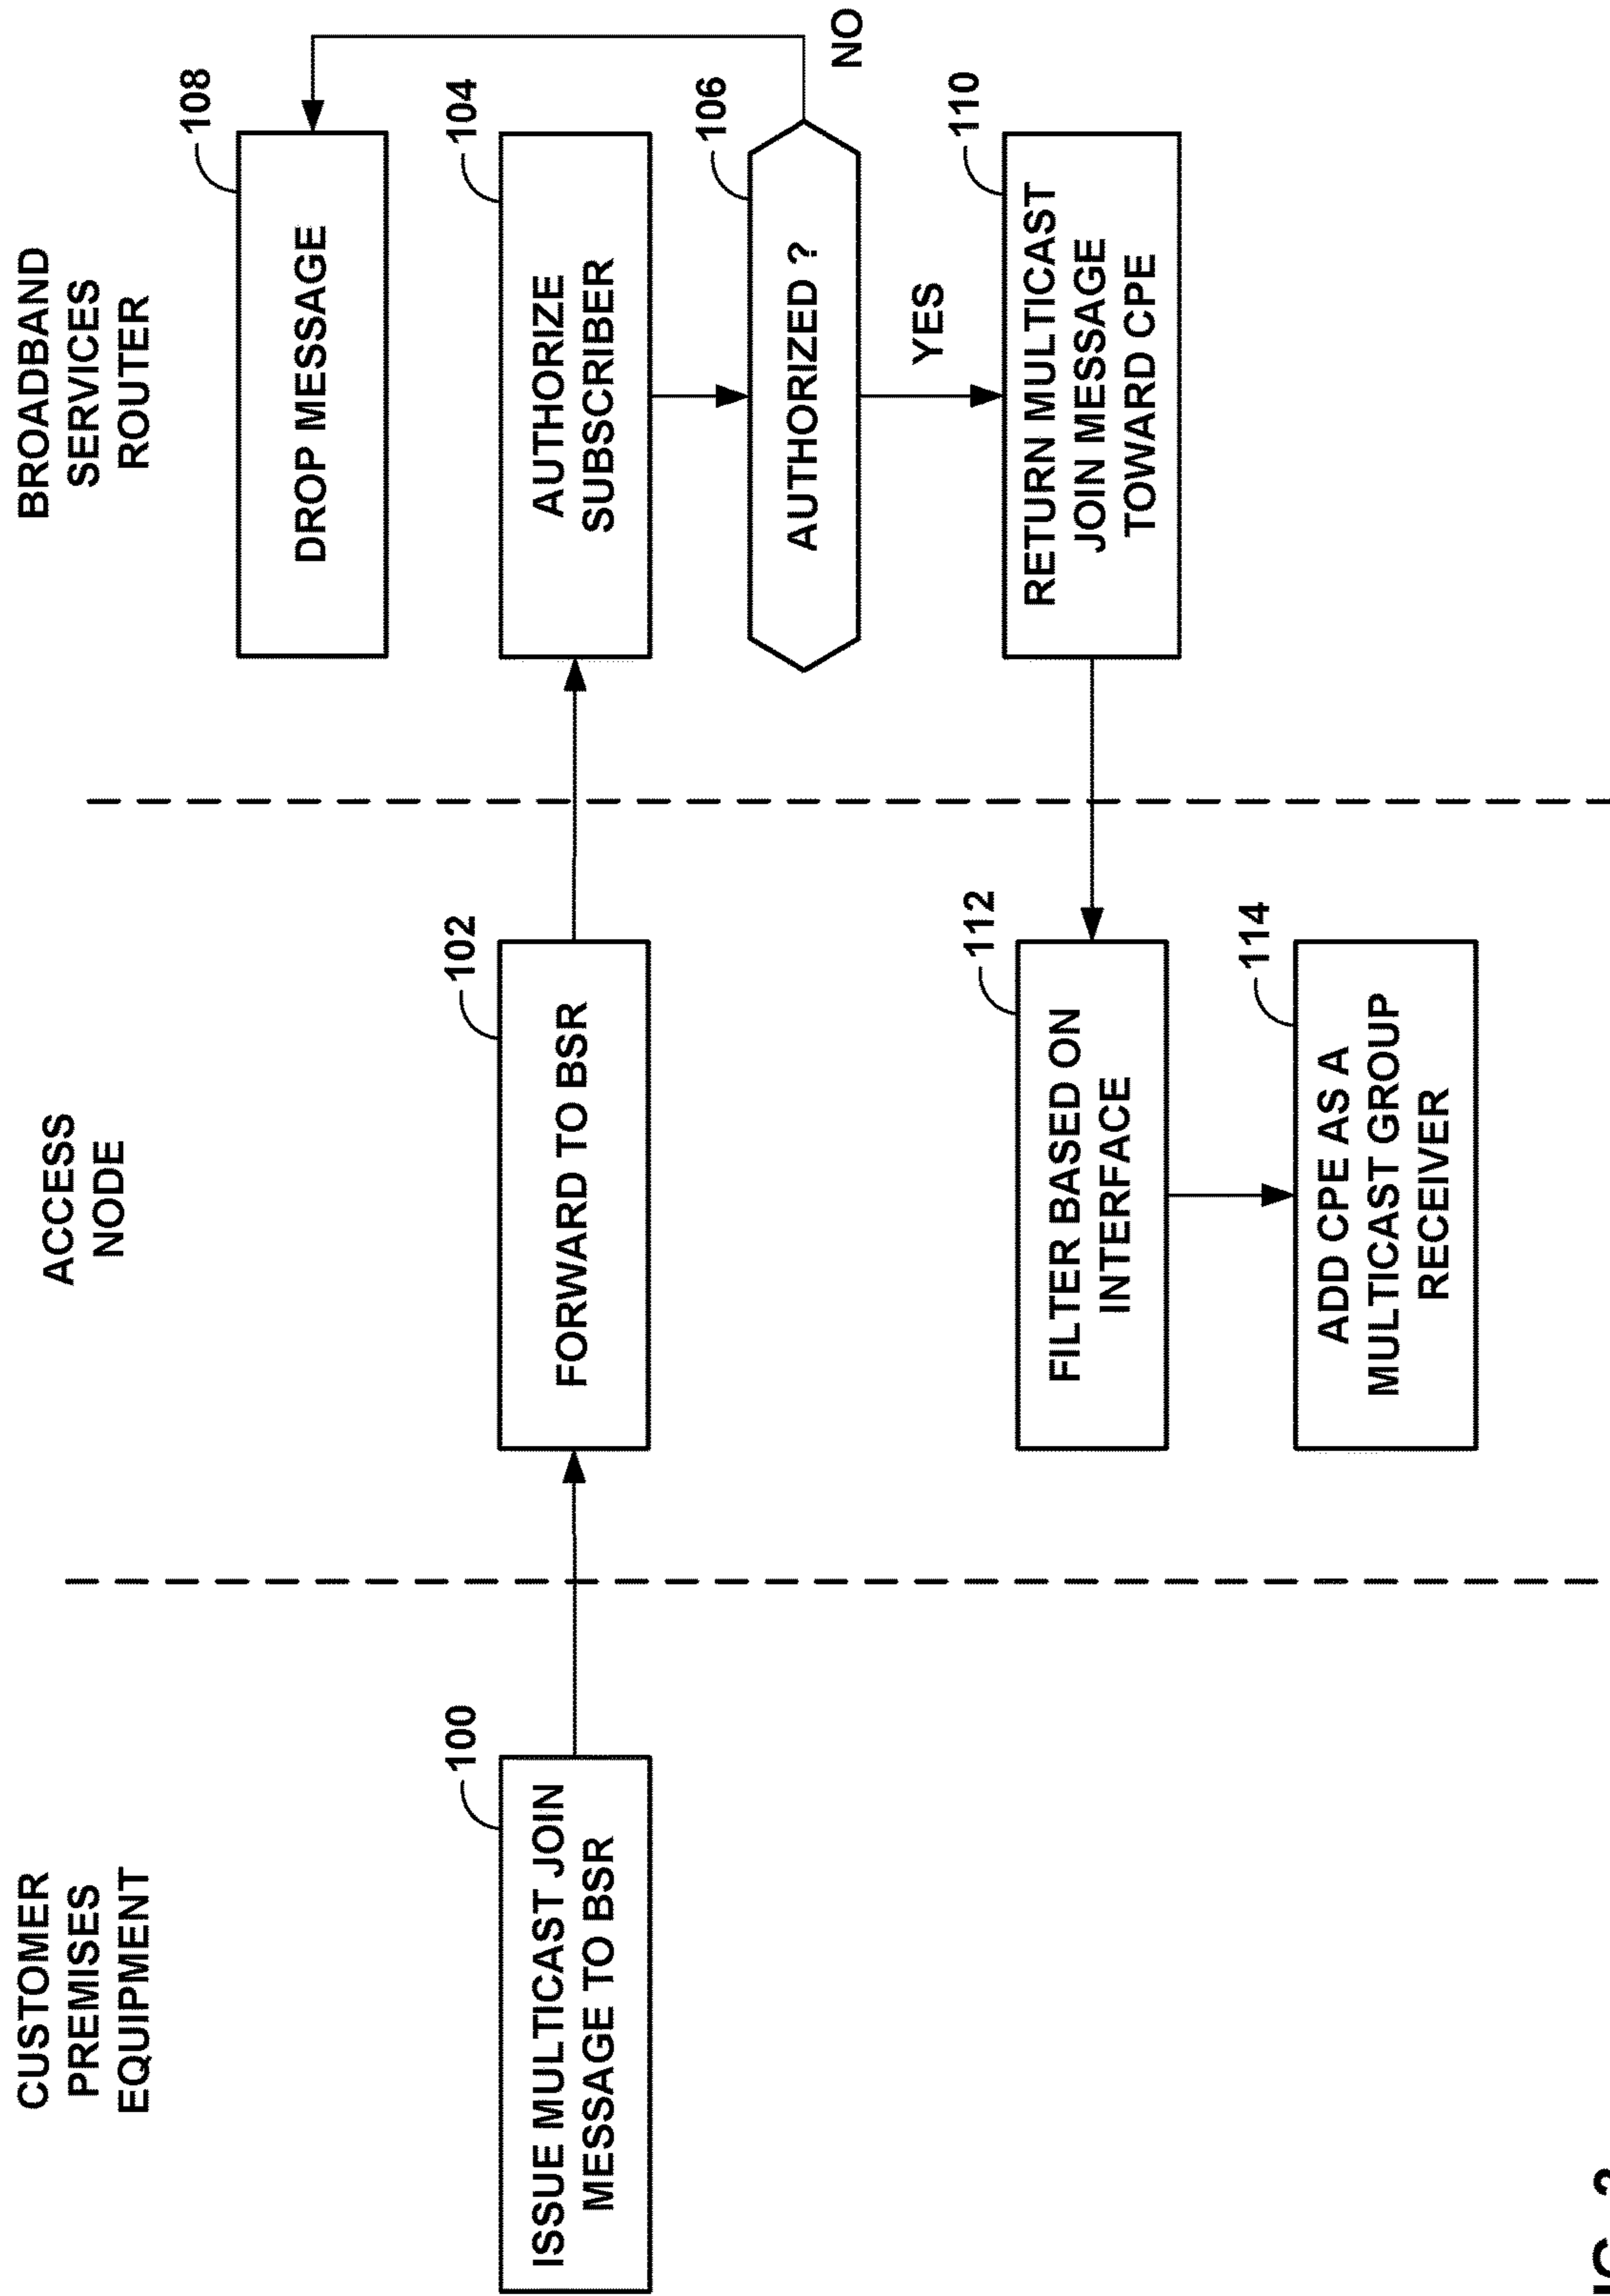 CUSTOMER
PREMISES
EQUIPMENT
ACCESS
NODE
BROADBAND
SERVICES
ROUTER
108
DROP MESSAGE
100
ISSUE MULTICAST JOIN
MESSAGE TO BSR
102
FORWARD TO BSR
104
AUTHORIZE
SUBSCRIBER
106
AUTHORIZED ?
NO
YES
110
RETURN MULTICAST
JOIN MESSAGE
TOWARD CPE
112
FILTER BASED ON
INTERFACE
114
ADD CPE AS A
MULTICAST GROUP
RECEIVER